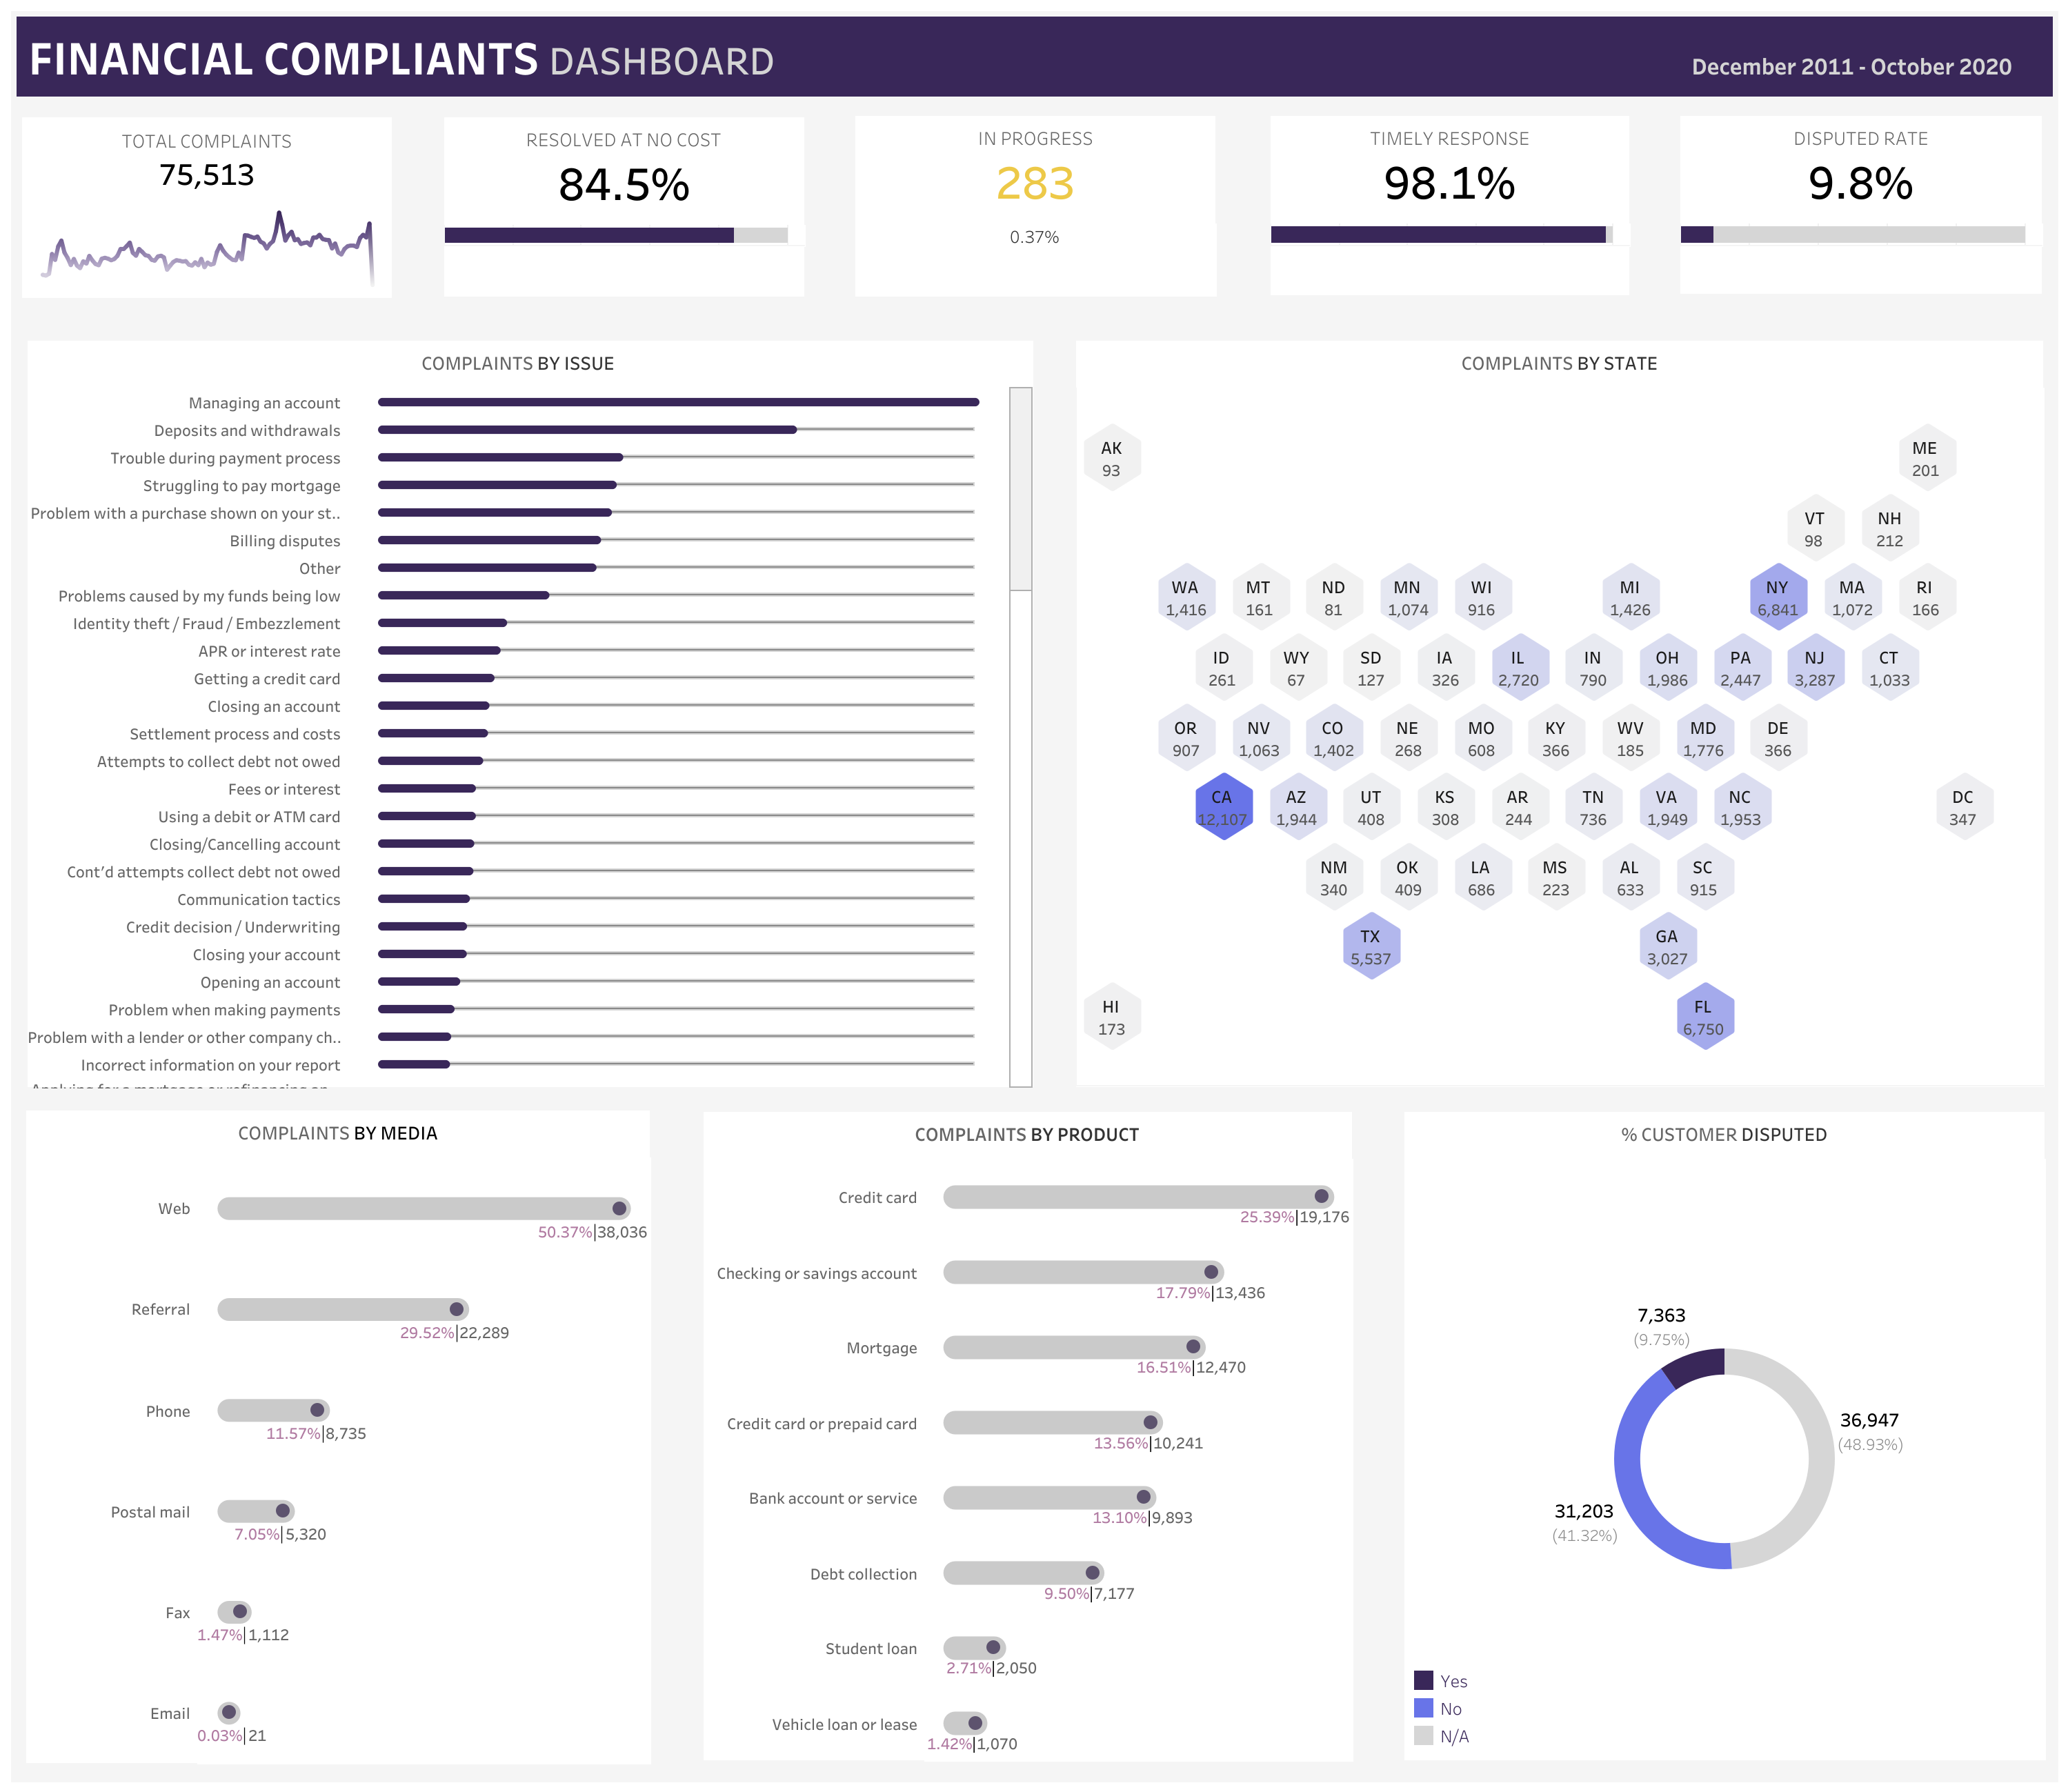 FINANCIAL COMPLIANTS DASHBOARD
December 2011 - October 2020
TOTAL COMPLAINTS
75,513
RESOLVED AT NO COST
84.5%
IN PROGRESS
283
0.37%
TIMELY RESPONSE
98.1%
DISPUTED RATE
9.8%
COMPLAINTS BY ISSUE
Managing an account
Deposits and withdrawals
Trouble during payment process
Struggling to pay mortgage
Problem with a purchase shown on your st..
Billing disputes
Other
Problems caused by my funds being low
Identity theft / Fraud / Embezzlement
APR or interest rate
Getting a credit card
Closing an account
Settlement process and costs
Attempts to collect debt not owed
Fees or interest
Using a debit or ATM card
Closing/Cancelling account
Cont'd attempts collect debt not owed
Communication tactics
Credit decision / Underwriting
Closing your account
Opening an account
Problem when making payments
Problem with a lender or other company ch..
Incorrect information on your report
COMPLAINTS BY STATE
AK
93
ME
201
VT
98
NH
212
WA
1,416
MT
161
ND
81
MN
1,074
WI
916
MI
1,426
NY
6,841
MA
1,072
RI
166
ID
261
WY
67
SD
127
IA
326
IL
2,720
IN
790
OH
1,986
PA
2,447
NJ
3,287
CT
1,033
OR
907
NV
1,063
CO
1,402
NE
268
MO
608
KY
366
WV
185
MD
1,776
DE
366
CA
12,107
AZ
1,944
UT
408
KS
308
AR
244
TN
736
VA
1,949
NC
1,953
DC
347
NM
340
OK
409
LA
686
MS
223
AL
633
SC
915
TX
5,537
GA
3,027
HI
173
FL
6,750
COMPLAINTS BY MEDIA
Web
50.37%|38,036
Referral
29.52%|22,289
Phone
11.57%|8,735
Postal mail
7.05%|5,320
Fax
1.47%|1,112
Email
0.03%|21
COMPLAINTS BY PRODUCT
Credit card
25.39%|19,176
Checking or savings account
17.79%|13,436
Mortgage
16.51%|12,470
Credit card or prepaid card
13.56%|10,241
Bank account or service
13.10%|9,893
Debt collection
9.50%|7,177
Student loan
2.71%|2,050
Vehicle loan or lease
1.42%|1,070
% CUSTOMER DISPUTED
7,363
(9.75%)
36,947
(48.93%)
31,203
(41.32%)
Yes
No
N/A